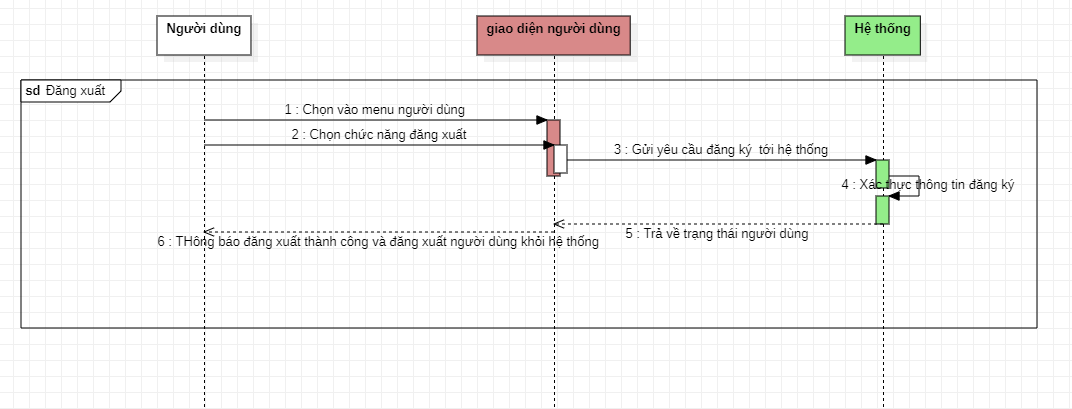 Người dùng
giao diện người dùng
Hệ thống
sd Đăng xuất
1 : Chọn vào menu người dùng
2 : Chọn chức năng đăng xuất
3 : Gửi yêu cầu đăng ký tới hệ thống
4 : Xác thực thông tin đăng ký
5 : Trả về trạng thái người dùng
6 : THông báo đăng xuất thành công và đăng xuất người dùng khỏi hệ thống